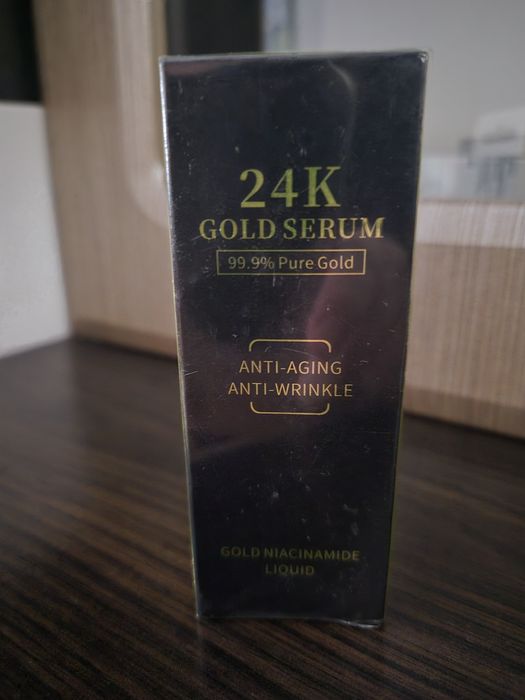 24K
GOLD SERUM
99.9% Pure Gold
ANTI-AGING
ANTI-WRINKLE
GOLD NIACINAMIDE
LIQUID